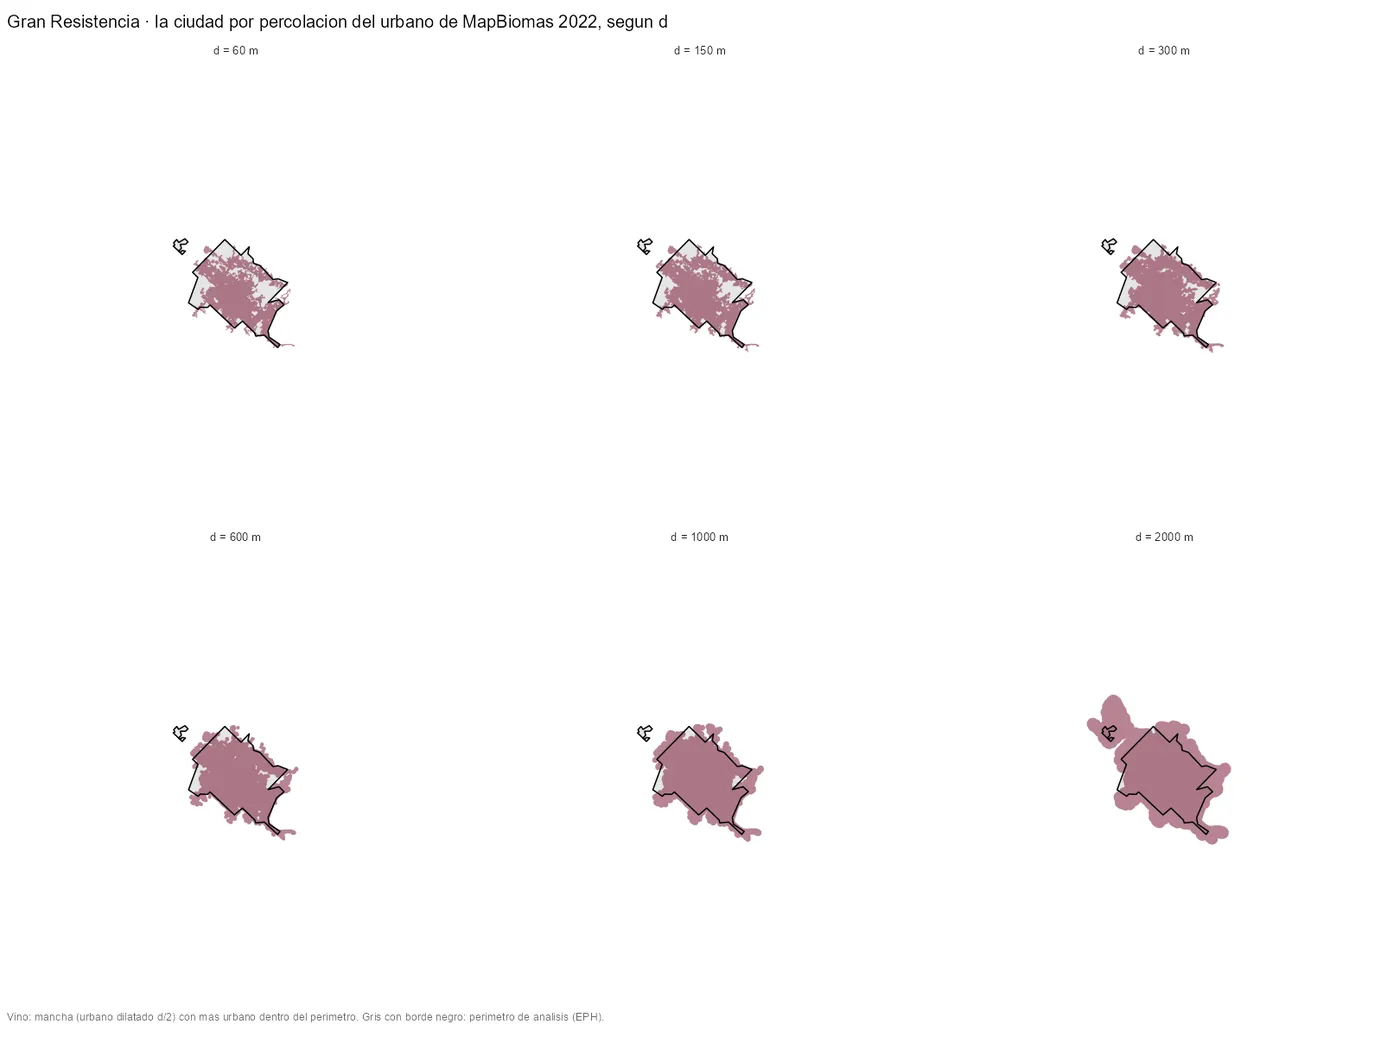 Gran Resistencia · la ciudad por percolacion del urbano de MapBiomas 2022, segun d
d = 60 m
d = 150 m
d = 300 m
d = 600 m
d = 1000 m
d = 2000 m
Vino: mancha (urbano dilatado d/2) con mas urbano dentro del perimetro. Gris con borde negro: perimetro de analisis (EPH).